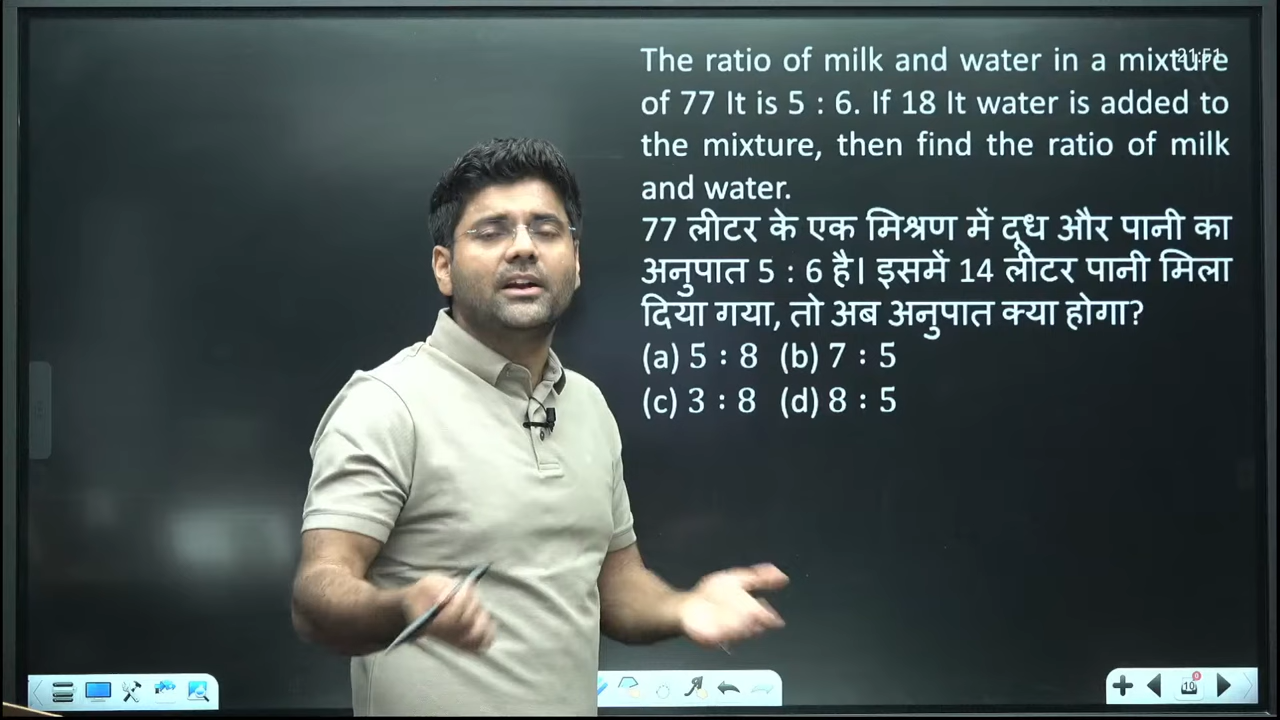 The ratio of milk and water in a mixture
of 77 lt is 5 : 6. If 18 lt water is added to
the mixture, then find the ratio of milk
and water.
77 लीटर के एक मिश्रण में दूध और पानी का
अनुपात 5 : 6 है। इसमें 14 लीटर पानी मिला
दिया गया, तो अब अनुपात क्या होगा?
(a) 5 : 8 (b) 7 : 5
(c) 3 : 8 (d) 8 : 5
21:51